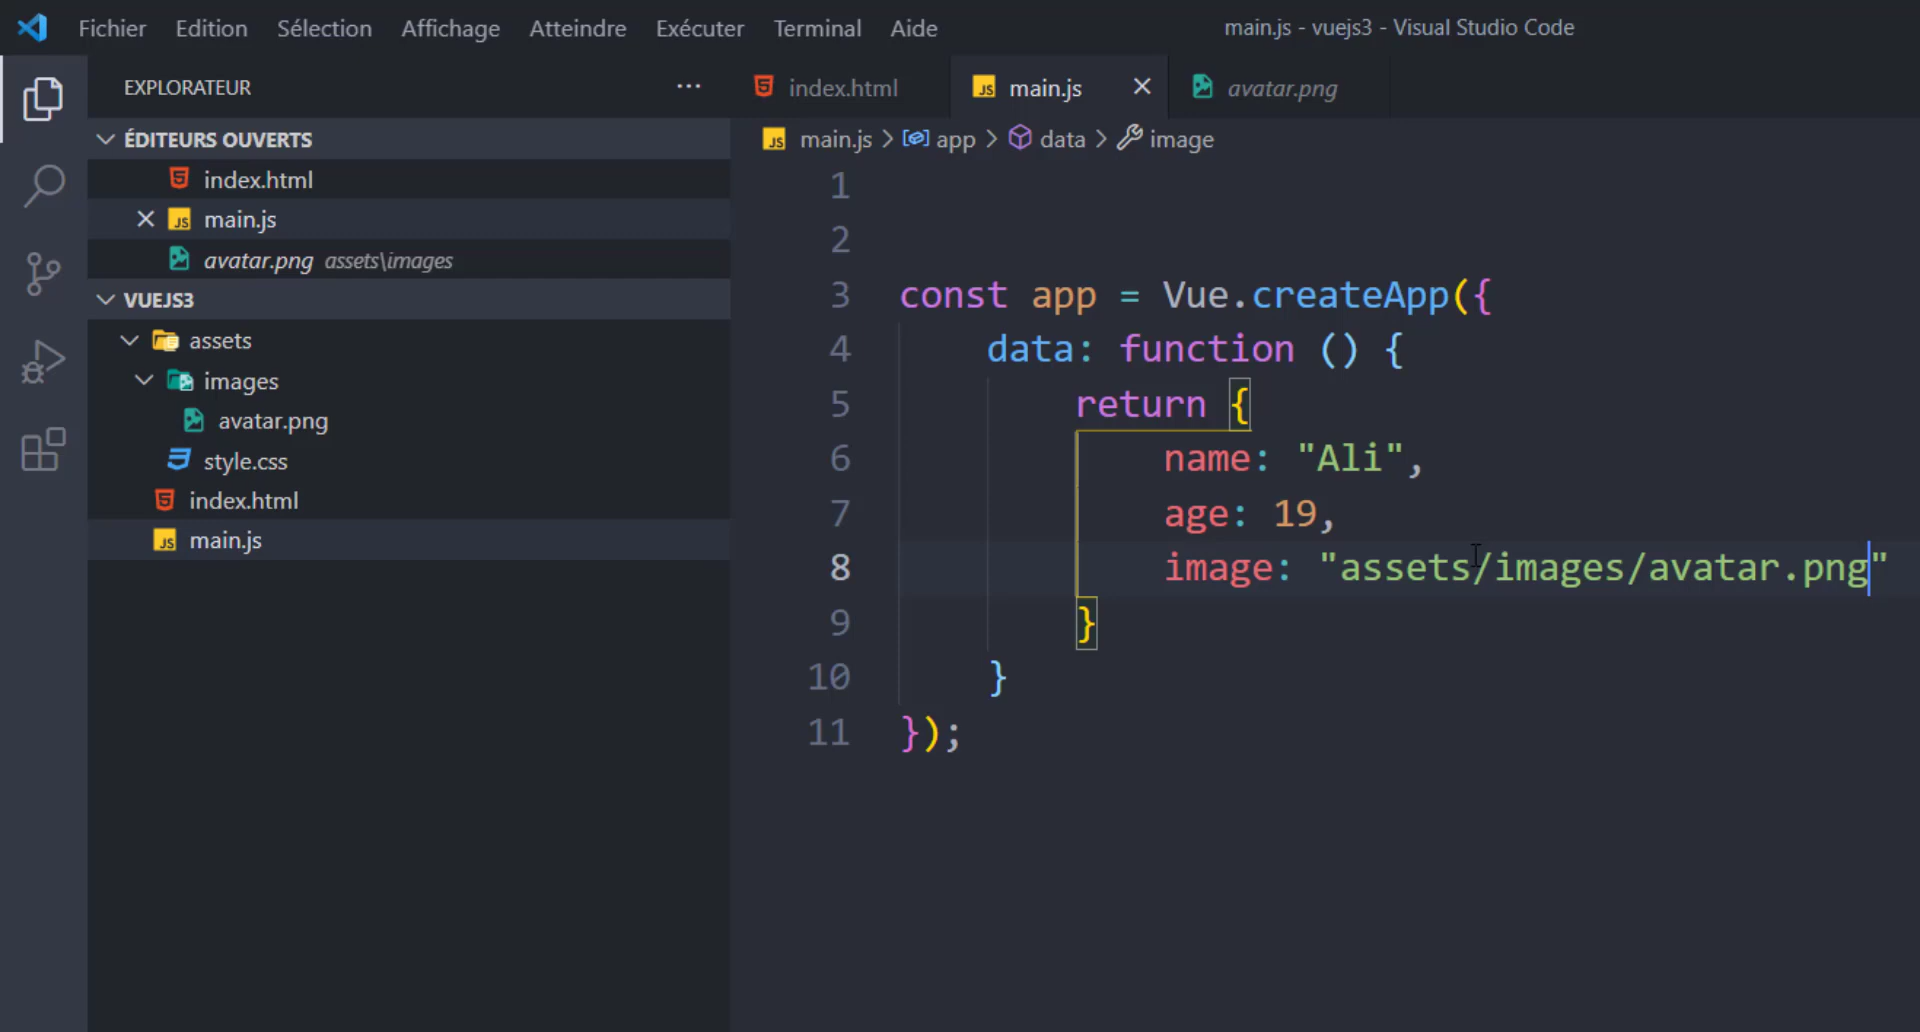 Fichier Edition Sélection Affichage Atteindre Exécuter Terminal Aide main.js - vuejs3 - Visual Studio Code
EXPLORATEUR ...
ÉDITEURS OUVERTS
index.html
main.js
avatar.png assets\images
VUEJS3
assets
images
avatar.png
style.css
index.html
main.js
index.html main.js avatar.png
main.js > app > data > image
1
2
3 const app = Vue.createApp({
4 data: function () {
5 return {
6 name: "Ali",
7 age: 19,
8 image: "assets/images/avatar.png"
9 }
10 }
11 });